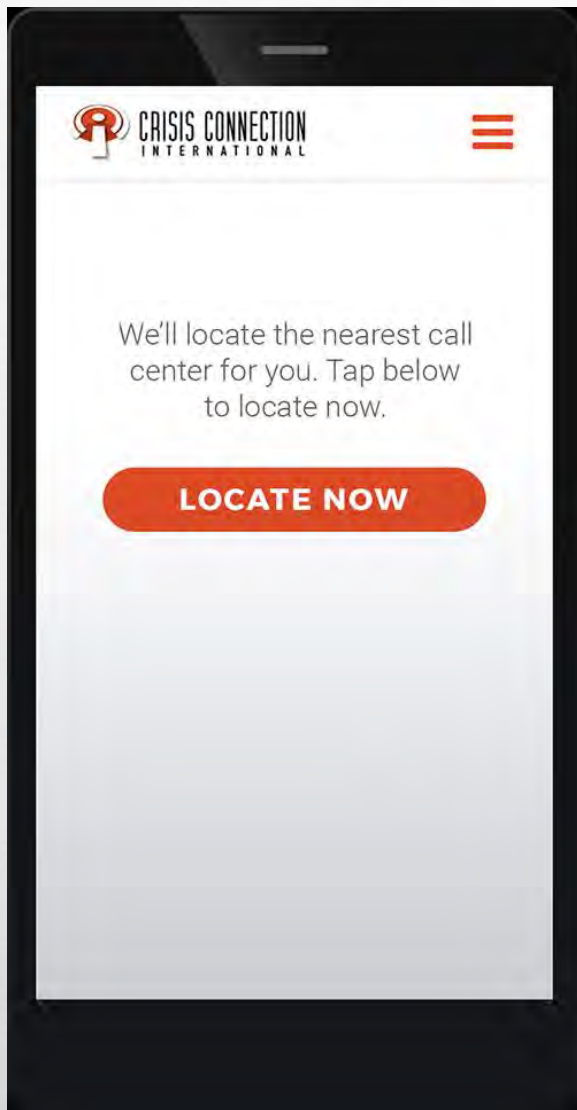 CRISIS CONNECTION
INTERNATIONAL
We'll locate the nearest call
center for you. Tap below
to locate now.
LOCATE NOW